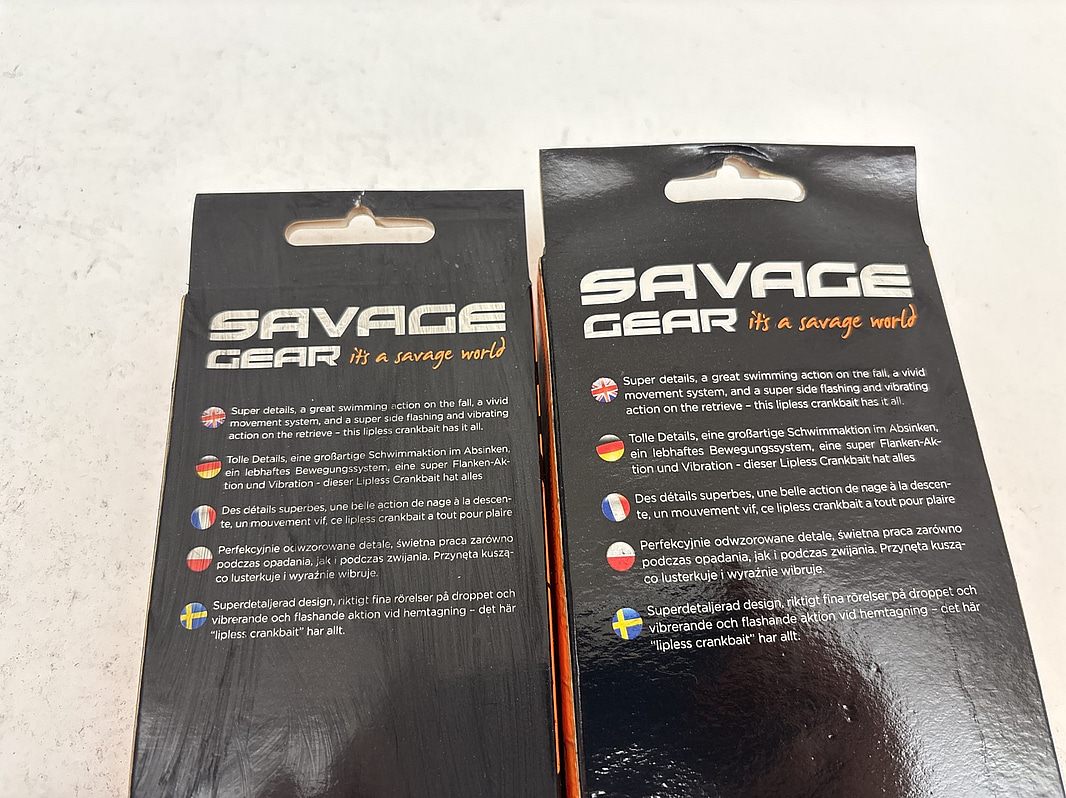 SAVAGE
GEAR it's a savage world
Super details, a great swimming action on the fall, a vivid
movement system, and a super side flashing and vibrating
action on the retrieve – this lipless crankbait has it all.
Tolle Details, eine großartige Schwimmaktion im Absinken,
ein lebhaftes Bewegungssystem, eine super Flanken-Ak-
tion und Vibration - dieser Lipless Crankbait hat alles
Des détails superbes, une belle action de nage à la descen-
te, un mouvement vif, ce lipless crankbait a tout pour plaire
Perfekcyjnie odwzorowane detale, świetna praca zarówno
podczas opadania, jak i podczas zwijania. Przynęta kuszą-
co lusterkuje i wyraźnie wibruje.
Superdetaljerad design, riktigt fina rörelser på droppet och
vibrerande och flashande aktion vid hemtagning – det här
"lipless crankbait" har allt.
SAVAGE
GEAR it's a savage world
Super details, a great swimming action on the fall, a vivid
movement system, and a super side flashing and vibrating
action on the retrieve – this lipless crankbait has it all.
Tolle Details, eine großartige Schwimmaktion im Absinken,
ein lebhaftes Bewegungssystem, eine super Flanken-Ak-
tion und Vibration - dieser Lipless Crankbait hat alles
Des détails superbes, une belle action de nage à la descen-
te, un mouvement vif, ce lipless crankbait a tout pour plaire
Perfekcyjnie odwzorowane detale, świetna praca zarówno
podczas opadania, jak i podczas zwijania. Przynęta kuszą-
co lusterkuje i wyraźnie wibruje.
Superdetaljerad design, riktigt fina rörelser på droppet och
vibrerande och flashande aktion vid hemtagning – det här
"lipless crankbait" har allt.